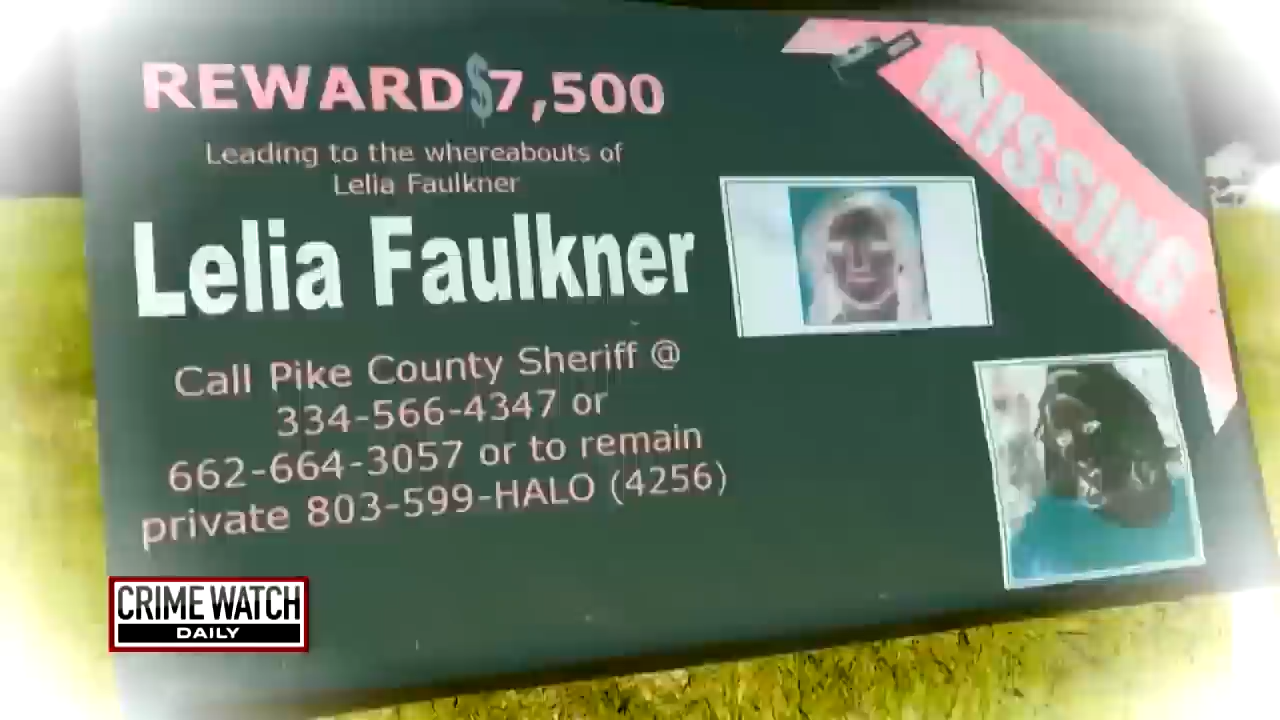 REWARD $7,500
Leading to the whereabouts of
Lelia Faulkner
Lelia Faulkner
Call Pike County Sheriff @
334-566-4347 or
662-664-3057 or to remain
private 803-599-HALO (4256)
MISSING
CRIME WATCH
DAILY